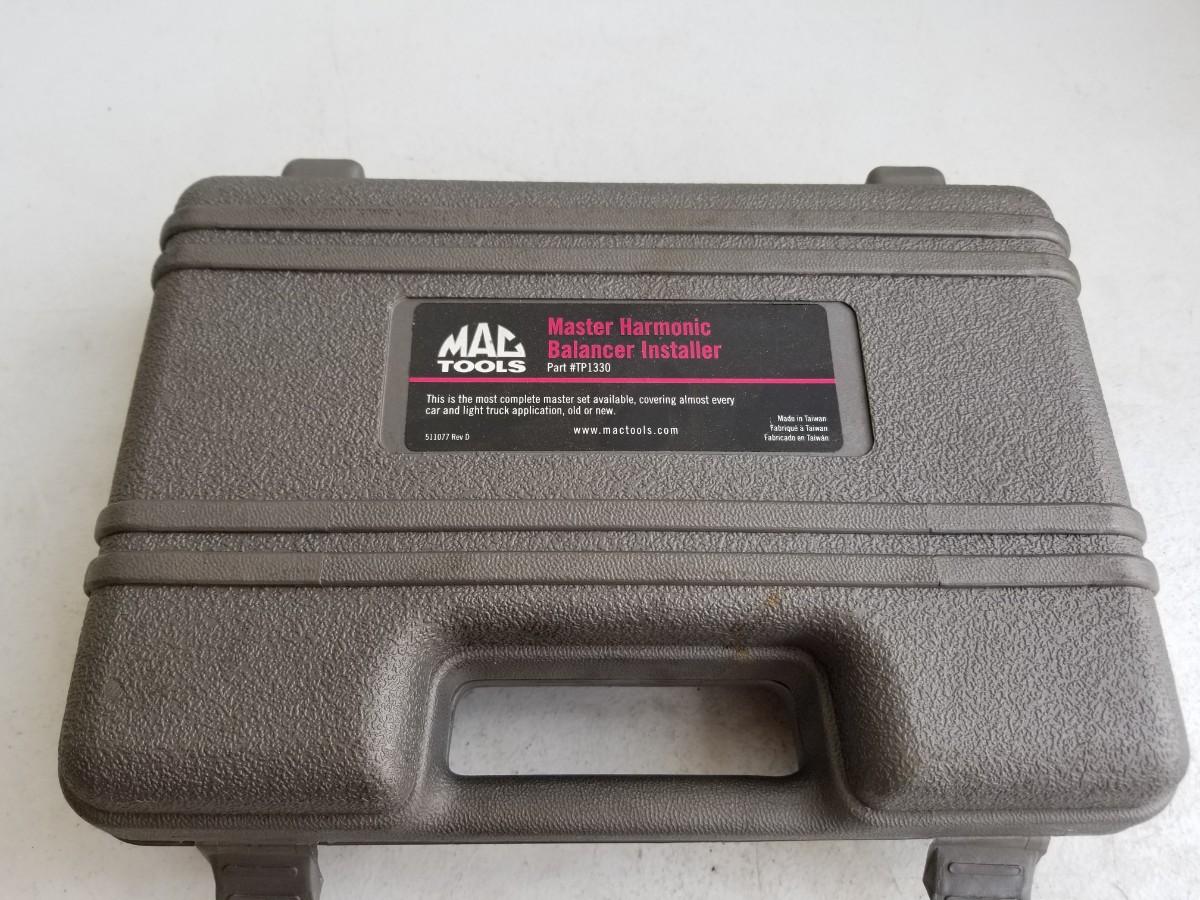 MAC
TOOLS
Master Harmonic
Balancer Installer
Part #TP1330
This is the most complete master set available, covering almost every
car and light truck application, old or new.
www.mactools.com
511077 Rev D
Made in Taiwan
Fabriqué à Taiwan
Fabricado en Taiwán